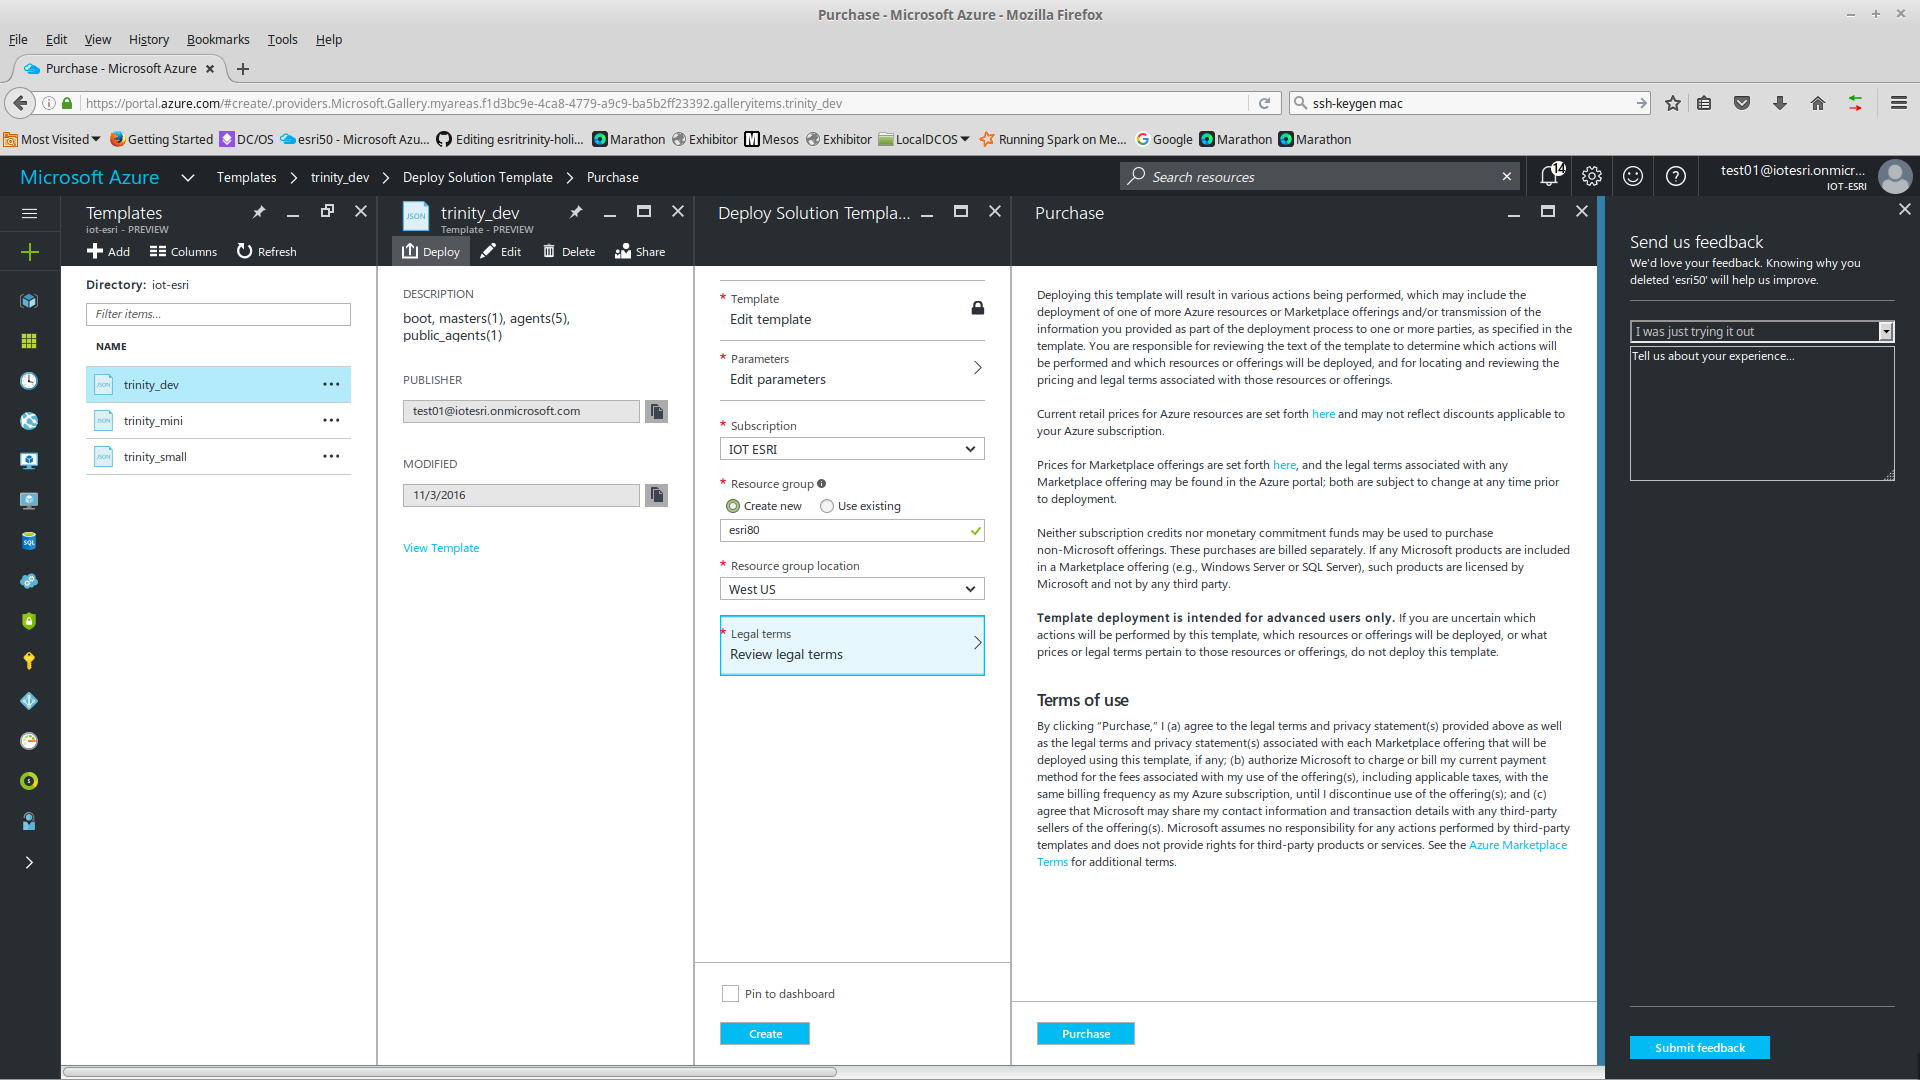 Purchase - Microsoft Azure - Mozilla Firefox
File Edit View History Bookmarks Tools Help
Purchase - Microsoft Azure
https://portal.azure.com/#create/.providers.Microsoft.Gallery.myareas.f1d3bc9e-4ca8-4779-a9c9-ba5b2ff23392.galleryitems.trinity_dev
ssh-keygen mac
Most Visited Getting Started DC/OS esri50 - Microsoft Azu... Editing esritrinity-holi... Marathon Exhibitor Mesos Exhibitor LocalDCOS Running Spark on Me... Google Marathon Marathon
Microsoft Azure Templates trinity_dev Deploy Solution Template Purchase
Search resources
14
test01@iotesri.onmicr...
IOT-ESRI
Templates
iot-esri - PREVIEW
Add Columns Refresh
Directory: iot-esri
Filter items...
NAME
JSON trinity_dev
JSON trinity_mini
JSON trinity_small
JSON
trinity_dev
Template - PREVIEW
Deploy Edit Delete Share
DESCRIPTION
boot, masters(1), agents(5),
public_agents(1)
PUBLISHER
test01@iotesri.onmicrosoft.com
MODIFIED
11/3/2016
View Template
Deploy Solution Templa...
* Template
Edit template
* Parameters
Edit parameters
* Subscription
IOT ESRI
* Resource group
Create new Use existing
esri80
* Resource group location
West US
* Legal terms
Review legal terms
Pin to dashboard
Create
Purchase
Deploying this template will result in various actions being performed, which may include the
deployment of one of more Azure resources or Marketplace offerings and/or transmission of the
information you provided as part of the deployment process to one or more parties, as specified in the
template. You are responsible for reviewing the text of the template to determine which actions will
be performed and which resources or offerings will be deployed, and for locating and reviewing the
pricing and legal terms associated with those resources or offerings.
Current retail prices for Azure resources are set forth here and may not reflect discounts applicable to
your Azure subscription.
Prices for Marketplace offerings are set forth here, and the legal terms associated with any
Marketplace offering may be found in the Azure portal; both are subject to change at any time prior
to deployment.
Neither subscription credits nor monetary commitment funds may be used to purchase
non-Microsoft offerings. These purchases are billed separately. If any Microsoft products are included
in a Marketplace offering (e.g., Windows Server or SQL Server), such products are licensed by
Microsoft and not by any third party.
Template deployment is intended for advanced users only. If you are uncertain which
actions will be performed by this template, which resources or offerings will be deployed, or what
prices or legal terms pertain to those resources or offerings, do not deploy this template.
Terms of use
By clicking "Purchase," I (a) agree to the legal terms and privacy statement(s) provided above as well
as the legal terms and privacy statement(s) associated with each Marketplace offering that will be
deployed using this template, if any; (b) authorize Microsoft to charge or bill my current payment
method for the fees associated with my use of the offering(s), including applicable taxes, with the
same billing frequency as my Azure subscription, until I discontinue use of the offering(s); and (c)
agree that Microsoft may share my contact information and transaction details with any third-party
sellers of the offering(s). Microsoft assumes no responsibility for any actions performed by third-party
templates and does not provide rights for third-party products or services. See the Azure Marketplace
Terms for additional terms.
Purchase
Send us feedback
We'd love your feedback. Knowing why you
deleted 'esri50' will help us improve.
I was just trying it out
Tell us about your experience...
Submit feedback
SQL